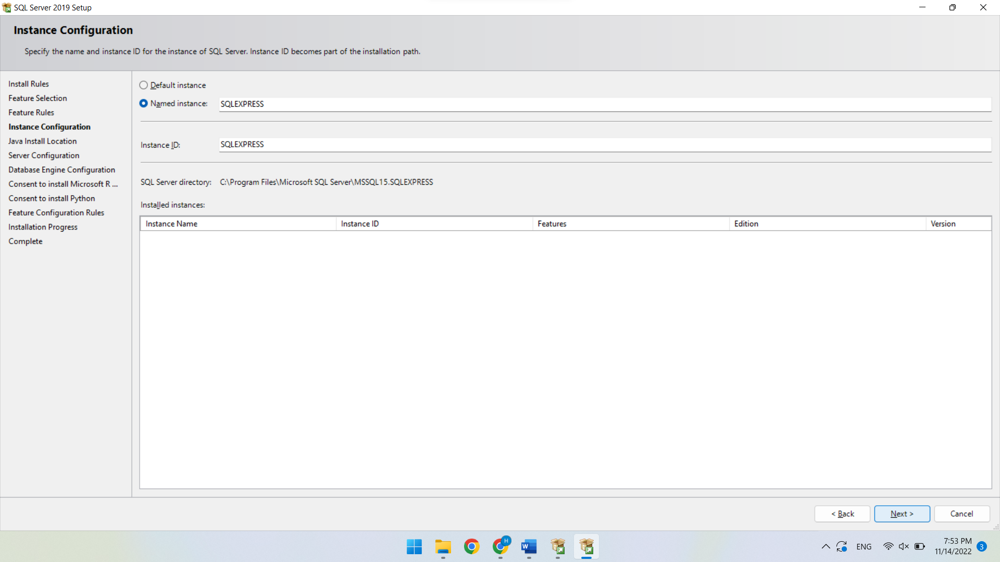 SQL Server 2019 Setup
Instance Configuration
Specify the name and instance ID for the instance of SQL Server. Instance ID becomes part of the installation path.
Install Rules
Feature Selection
Feature Rules
Instance Configuration
Java Install Location
Server Configuration
Database Engine Configuration
Consent to install Microsoft R ...
Consent to install Python
Feature Configuration Rules
Installation Progress
Complete
Default instance
Named instance: SQLEXPRESS
Instance ID: SQLEXPRESS
SQL Server directory: C:\Program Files\Microsoft SQL Server\MSSQL15.SQLEXPRESS
Installed instances:
Instance Name Instance ID Features Edition Version
< Back Next > Cancel
H
W
ENG
7:53 PM
11/14/2022
3